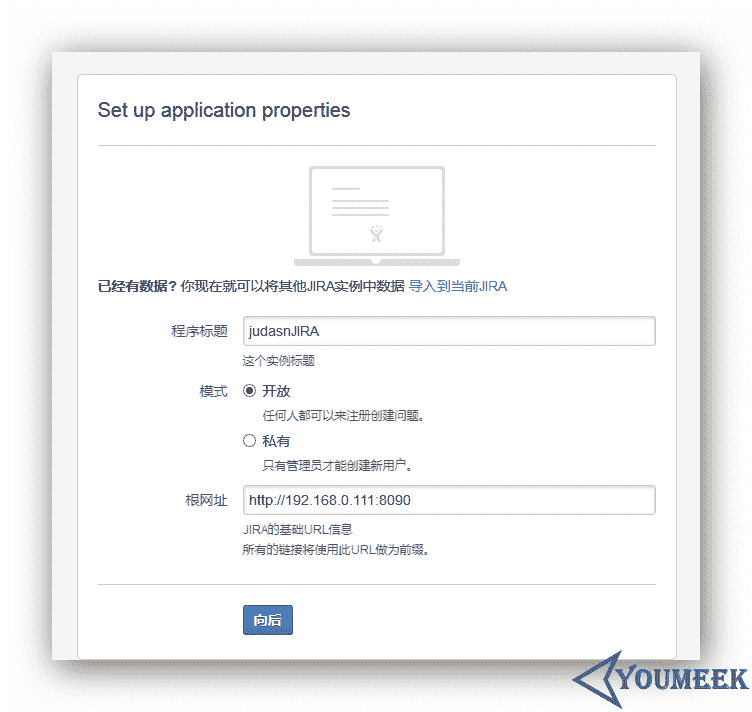 Set up application properties
已经有数据? 你现在就可以将其他JIRA实例中数据 导入到当前JIRA
程序标题 judasnJIRA
这个实例标题
模式 开放
任何人都可以来注册创建问题。
私有
只有管理员才能创建新用户。
根网址 http://192.168.0.111:8090
JIRA的基础URL信息
所有的链接将使用此URL做为前缀。
向后
YOUMEEK